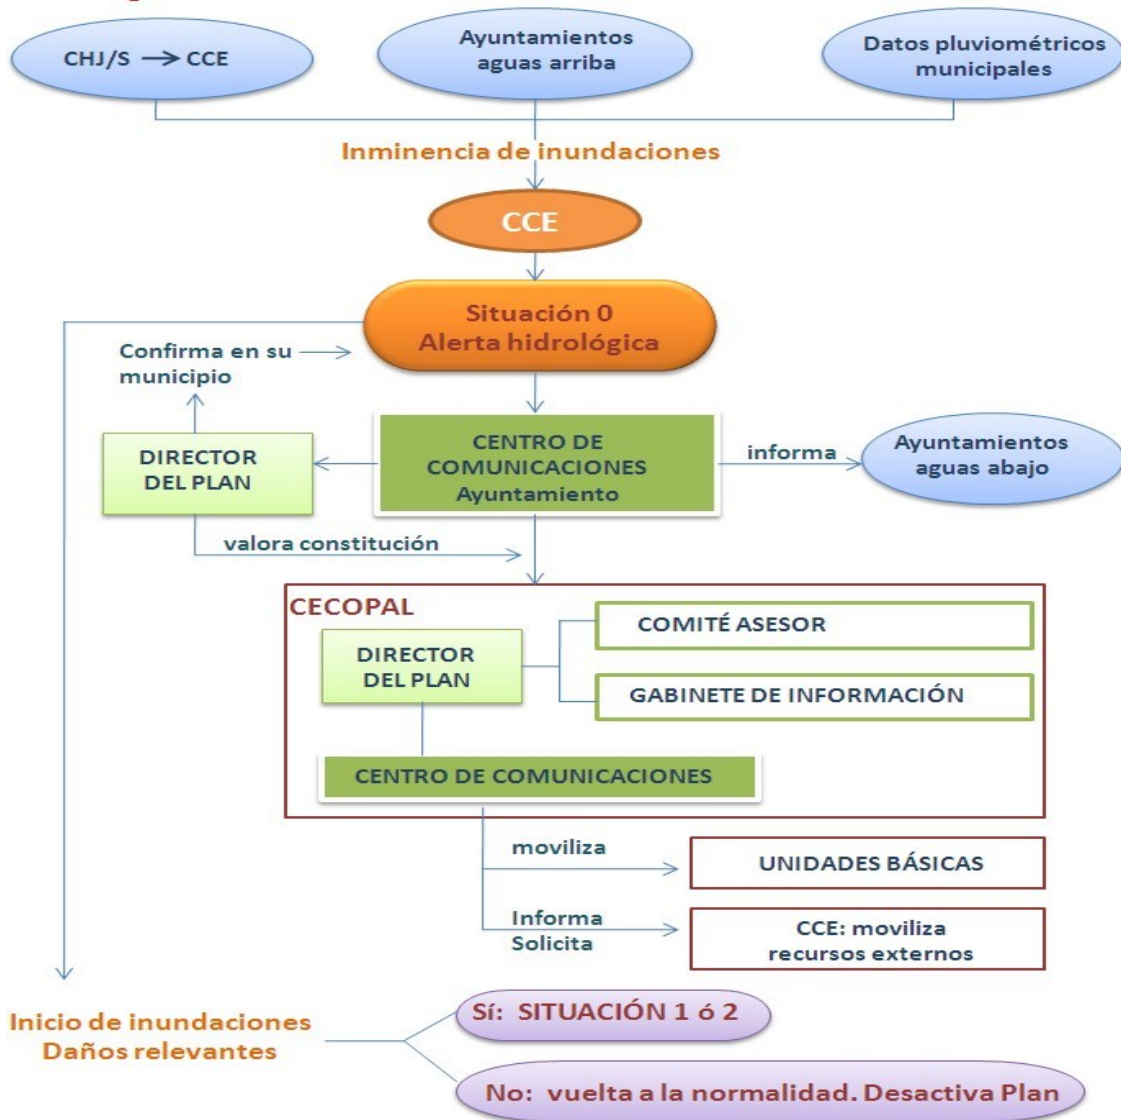 CHJ/S → CCE
Ayuntamientos
aguas arriba
Datos pluviométricos
municipales
Inminencia de inundaciones
CCE
Situación 0
Alerta hidrológica
Confirma en su
municipio
DIRECTOR
DEL PLAN
CENTRO DE
COMUNICACIONES
Ayuntamiento
informa
Ayuntamientos
aguas abajo
valora constitución
CECOPAL
DIRECTOR
DEL PLAN
COMITÉ ASESOR
GABINETE DE INFORMACIÓN
CENTRO DE COMUNICACIONES
moviliza
UNIDADES BÁSICAS
Informa
Solicita
CCE: moviliza
recursos externos
Inicio de inundaciones
Daños relevantes
Sí: SITUACIÓN 1 ó 2
No: vuelta a la normalidad. Desactiva Plan